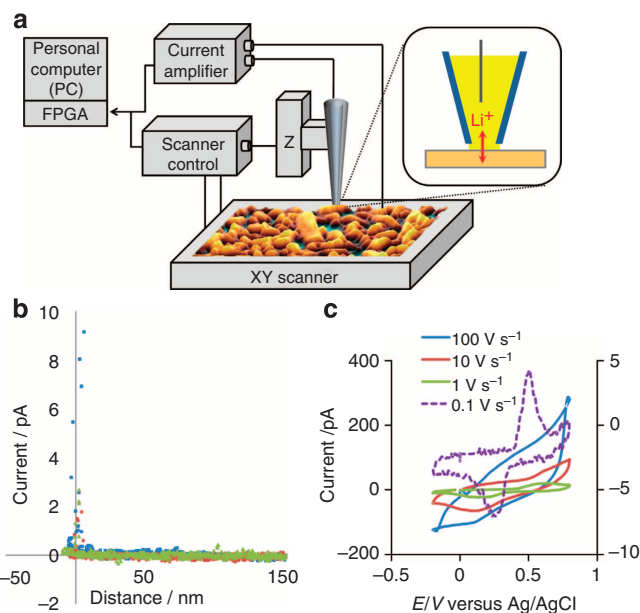 a
Personal
computer
(PC)
FPGA
Current
amplifier
Scanner
control
Z
Li+
XY scanner
b
10
8
6
4
2
0
−2
−50
50
150
Current / pA
Distance / nm
c
100 V s−1
10 V s−1
1 V s−1
0.1 V s−1
400
200
0
−200
5
0
−5
−10
−0.5
0
0.5
1
Current /pA
E/V versus Ag/AgCl